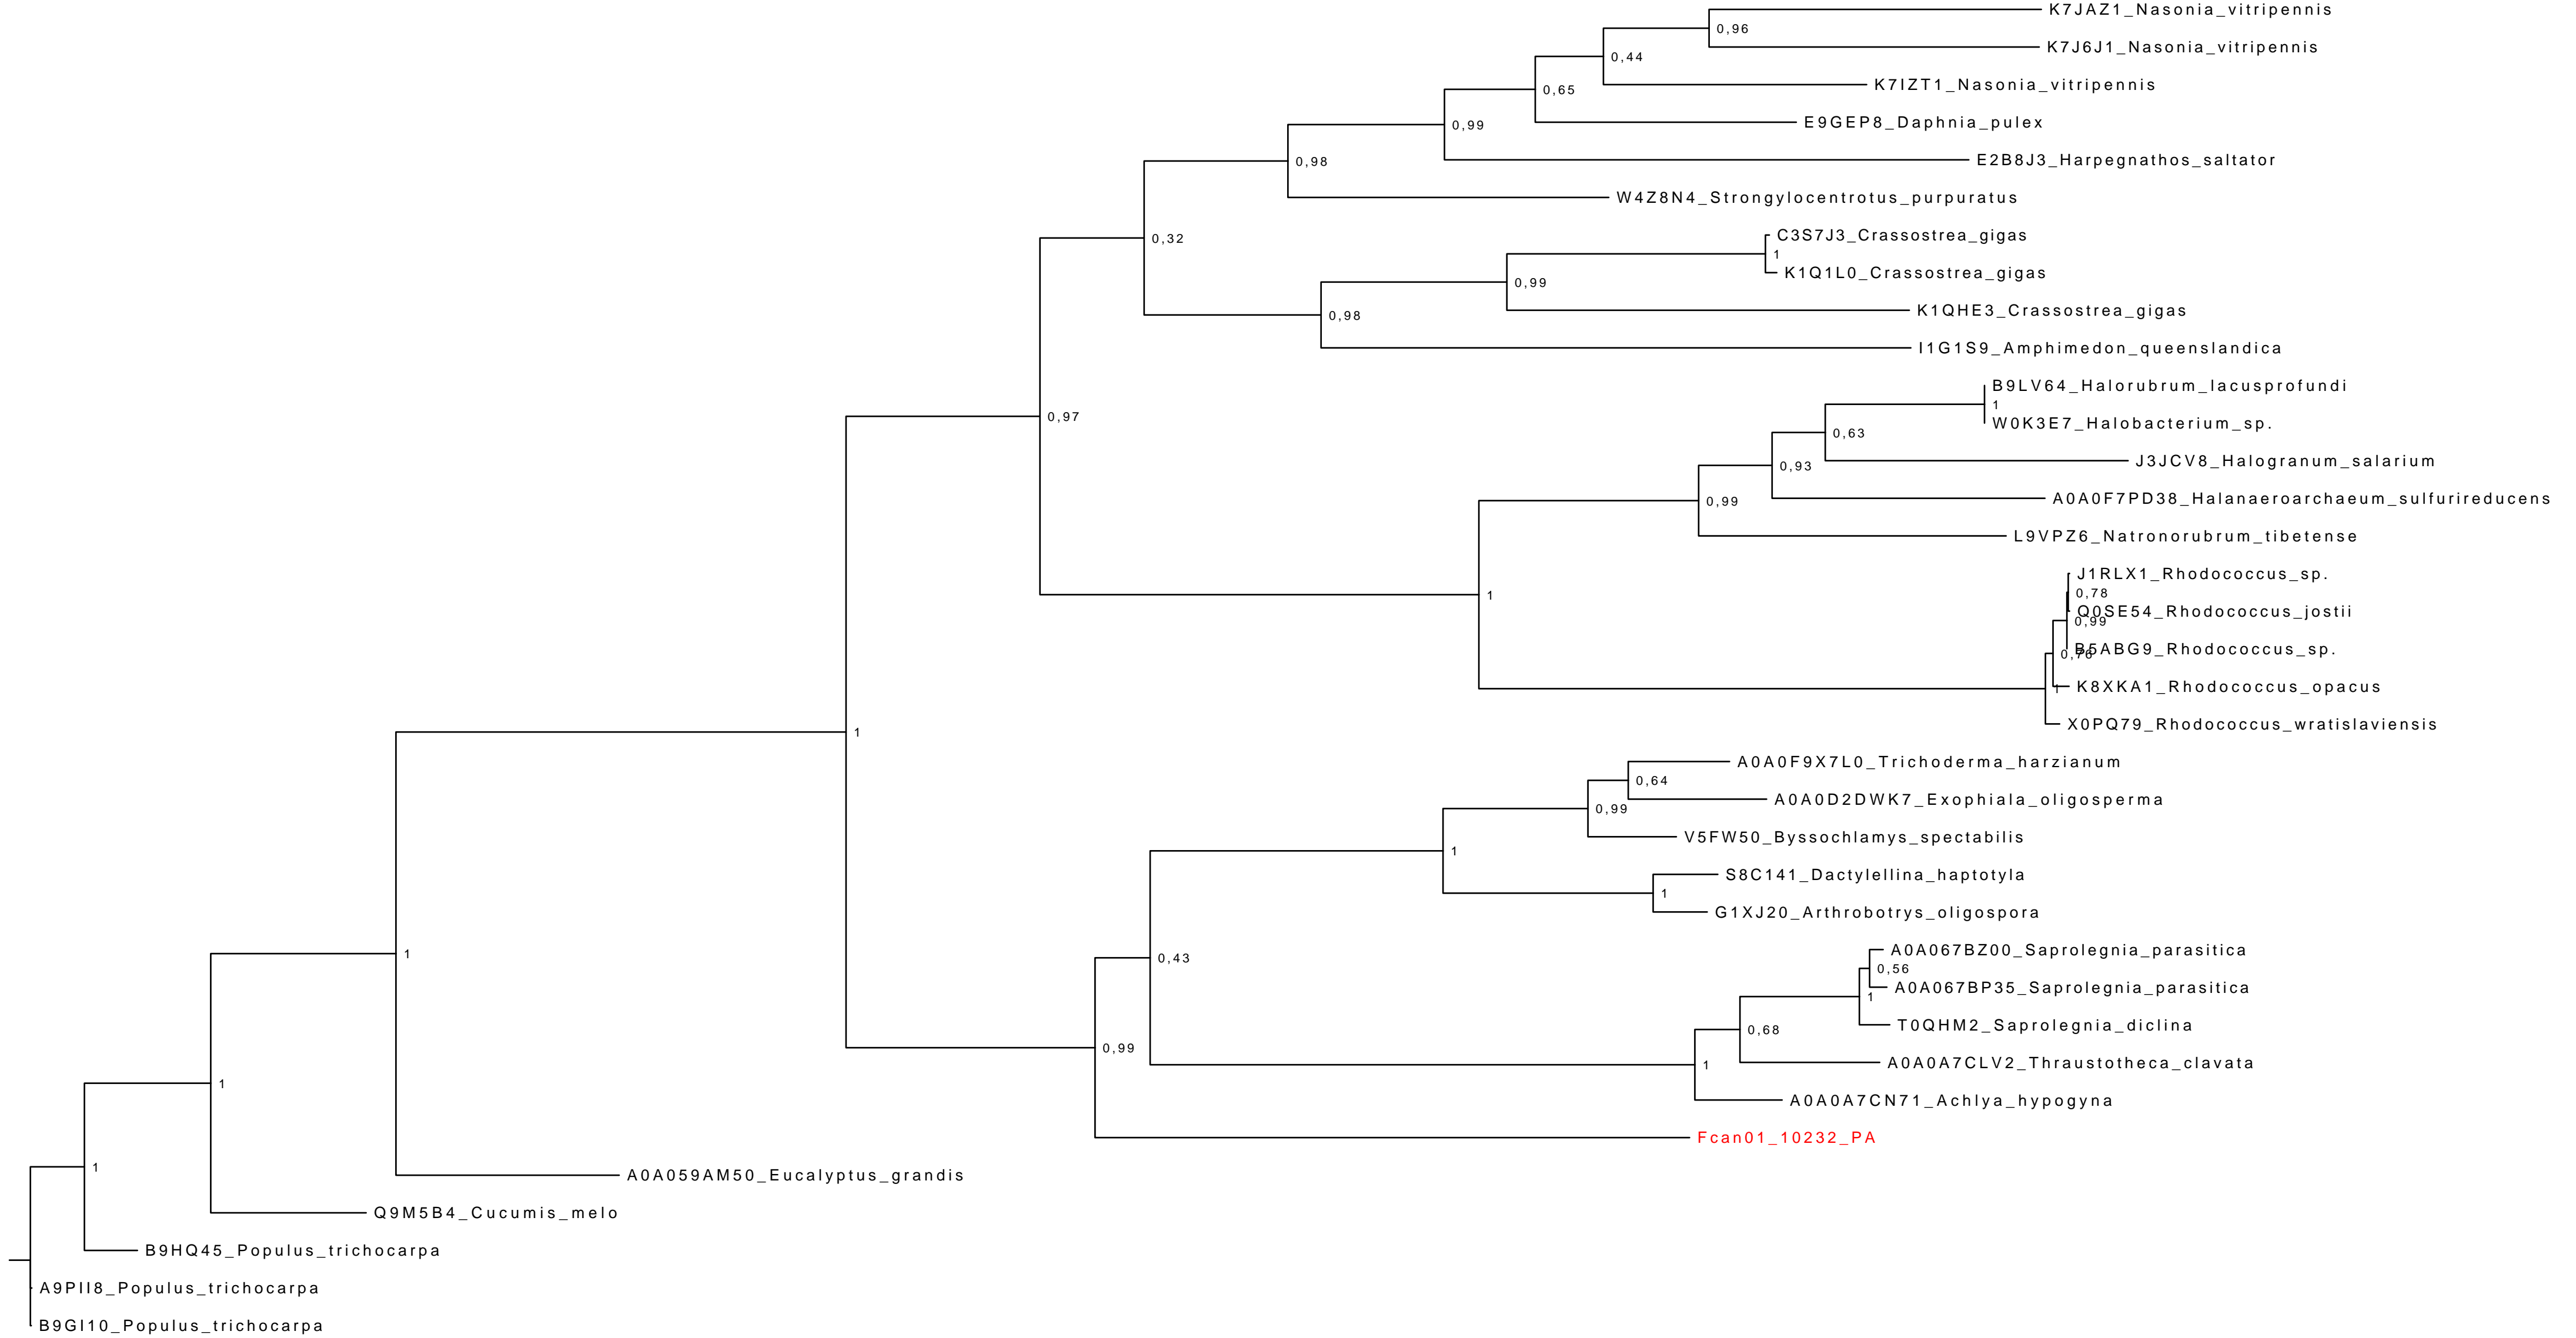 K7JAZ1_Nasonia_vitripennis
0,96
K7J6J1_Nasonia_vitripennis
0,44
K7IZT1_Nasonia_vitripennis
0,65
E9GEP8_Daphnia_pulex
0,99
E2B8J3_Harpegnathos_saltator
0,98
W4Z8N4_Strongylocentrotus_purpuratus
0,32
C3S7J3_Crassostrea_gigas
1
K1Q1L0_Crassostrea_gigas
0,99
K1QHE3_Crassostrea_gigas
0,98
I1G1S9_Amphimedon_queenslandica
0,97
B9LV64_Halorubrum_lacusprofundi
1
W0K3E7_Halobacterium_sp.
0,63
J3JCV8_Halogranum_salarium
0,93
A0A0F7PD38_Halanaeroarchaeum_sulfurireducens
0,99
L9VPZ6_Natronorubrum_tibetense
1
J1RLX1_Rhodococcus_sp.
0,78
Q0SE54_Rhodococcus_jostii
0,99
B5ABG9_Rhodococcus_sp.
0,76
K8XKA1_Rhodococcus_opacus
1
X0PQ79_Rhodococcus_wratislaviensis
1
A0A0F9X7L0_Trichoderma_harzianum
0,64
A0A0D2DWK7_Exophiala_oligosperma
0,99
V5FW50_Byssochlamys_spectabilis
1
S8C141_Dactylellina_haptotyla
1
G1XJ20_Arthrobotrys_oligospora
0,43
A0A067BZ00_Saprolegnia_parasitica
0,56
A0A067BP35_Saprolegnia_parasitica
1
T0QHM2_Saprolegnia_diclina
0,68
A0A0A7CLV2_Thraustotheca_clavata
1
A0A0A7CN71_Achlya_hypogyna
0,99
Fcan01_10232_PA
1
A0A059AM50_Eucalyptus_grandis
1
Q9M5B4_Cucumis_melo
1
B9HQ45_Populus_trichocarpa
A9PII8_Populus_trichocarpa
B9GI10_Populus_trichocarpa